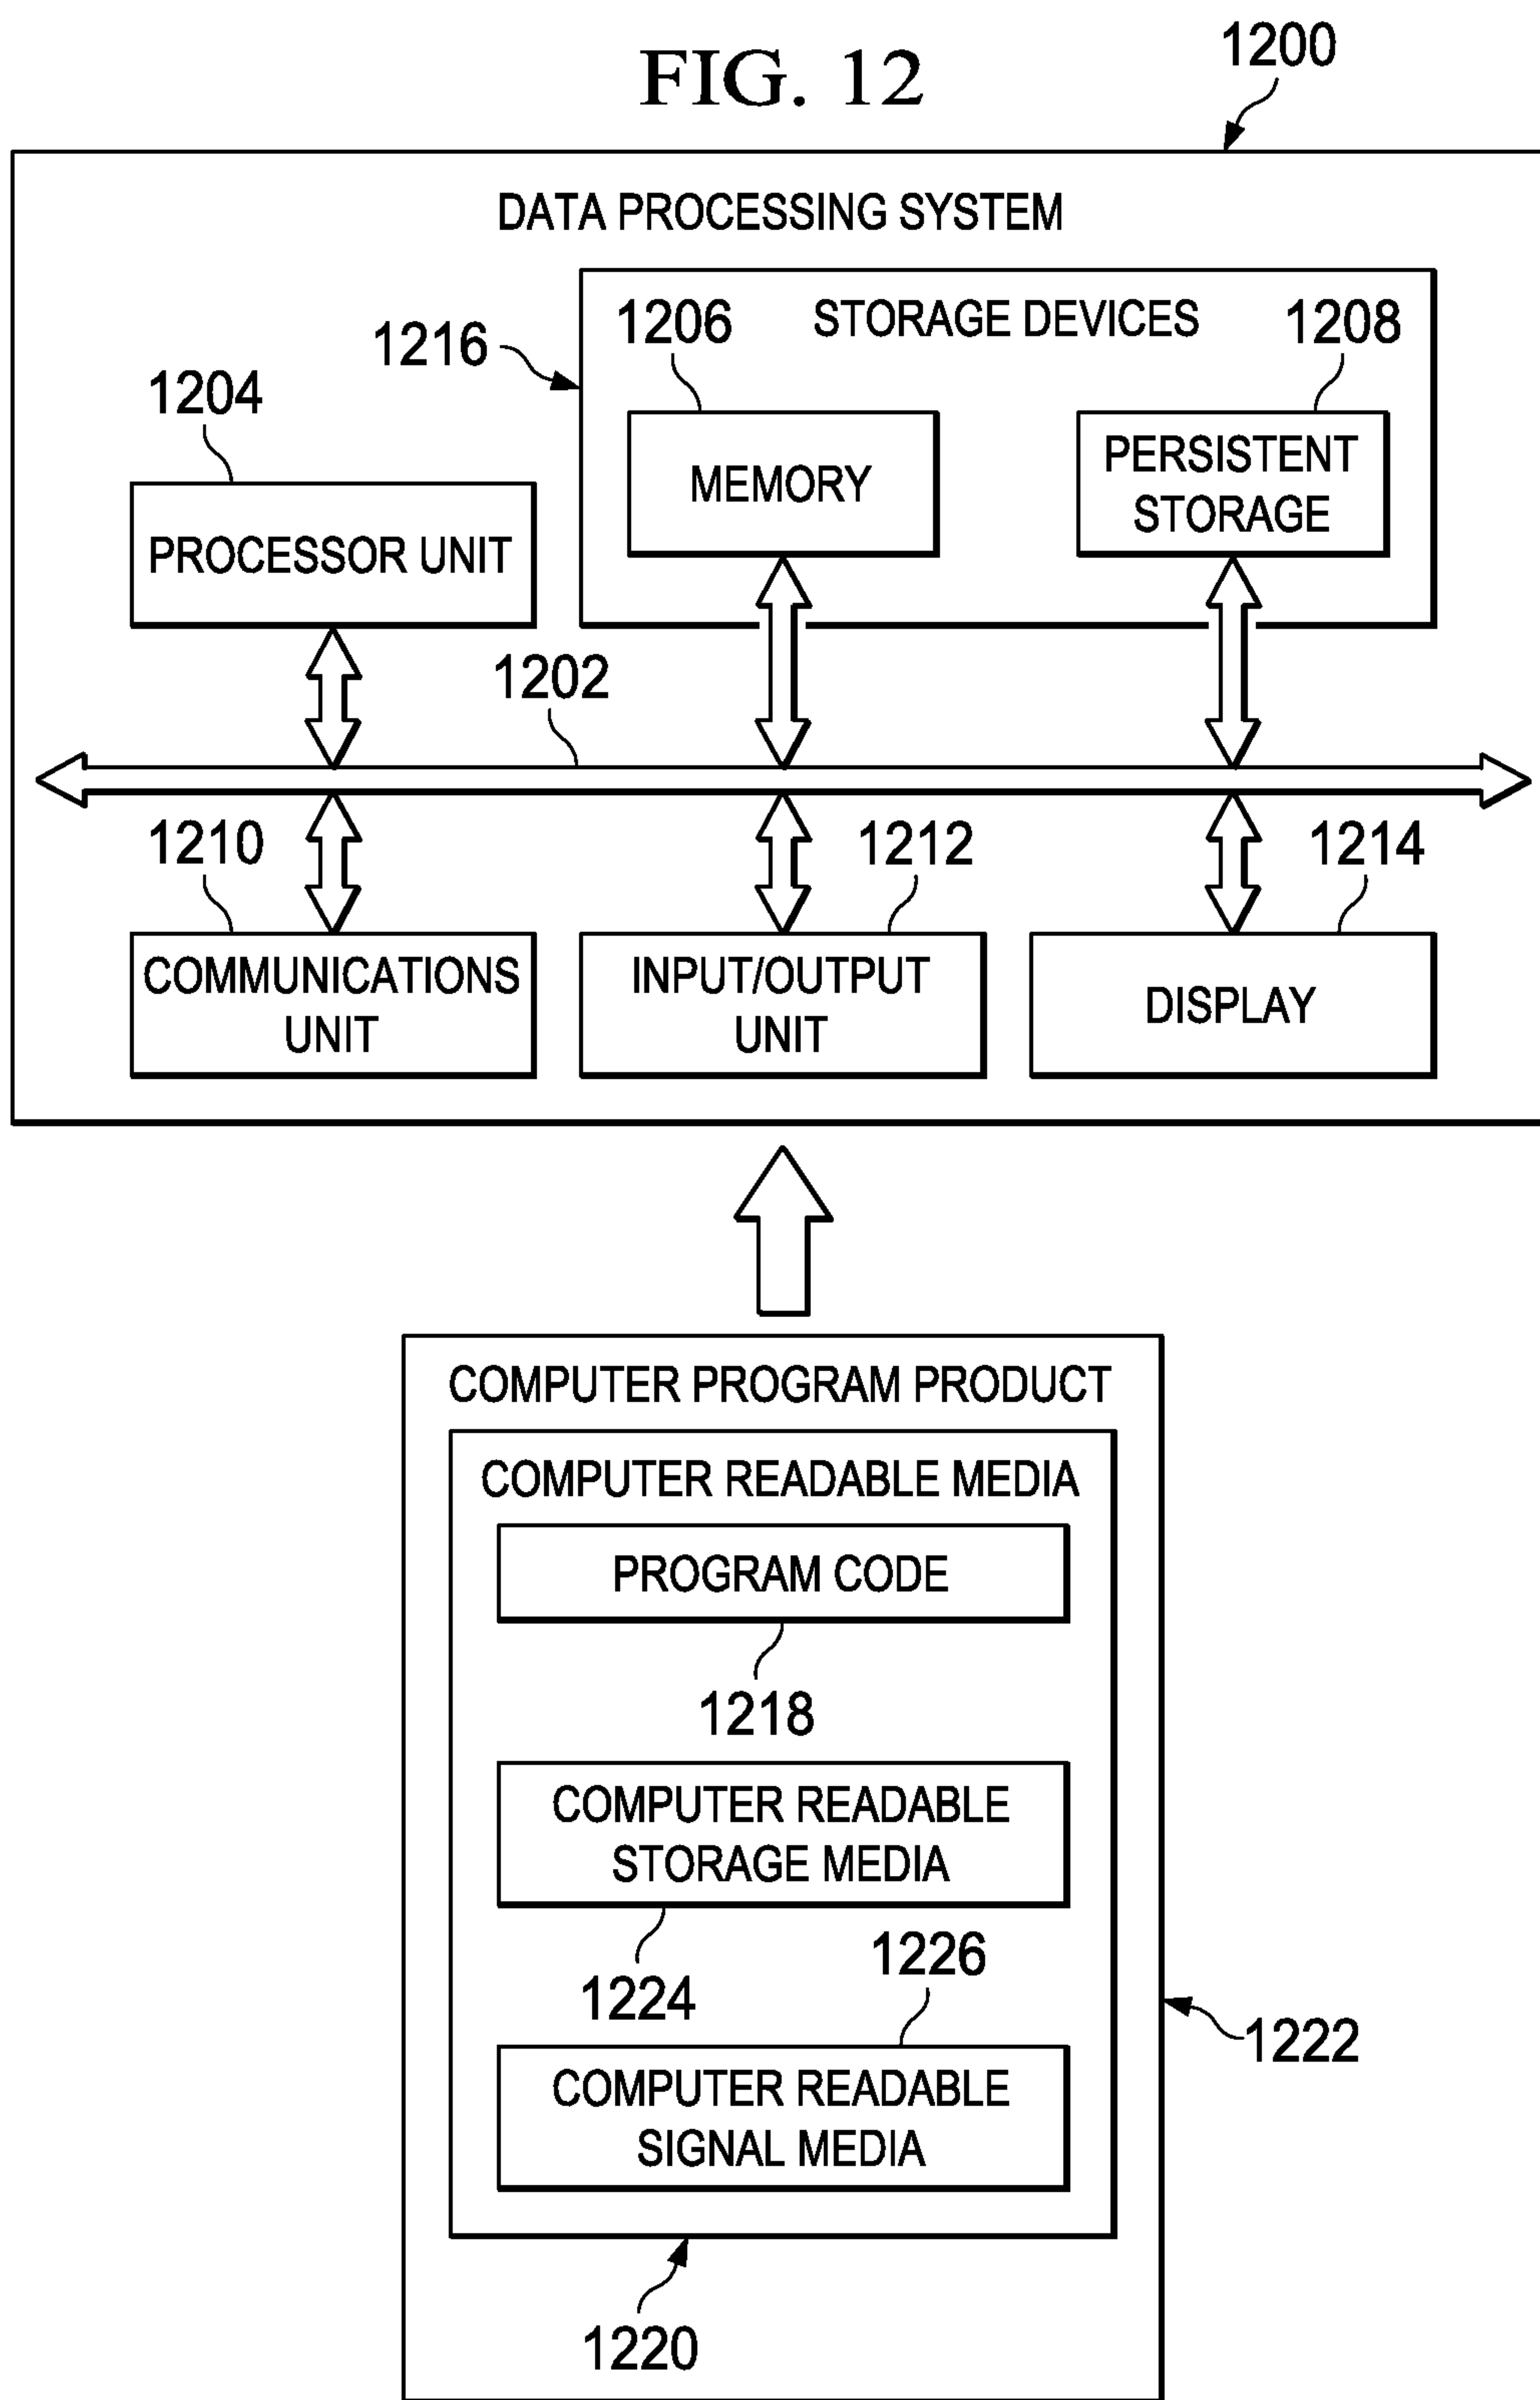 FIG. 12
1200
DATA PROCESSING SYSTEM
1216
1206
STORAGE DEVICES
1208
1204
MEMORY
PERSISTENT
STORAGE
PROCESSOR UNIT
1202
1210
1212
1214
COMMUNICATIONS
UNIT
INPUT/OUTPUT
UNIT
DISPLAY
COMPUTER PROGRAM PRODUCT
COMPUTER READABLE MEDIA
PROGRAM CODE
1218
COMPUTER READABLE
STORAGE MEDIA
1224
1226
1222
COMPUTER READABLE
SIGNAL MEDIA
1220